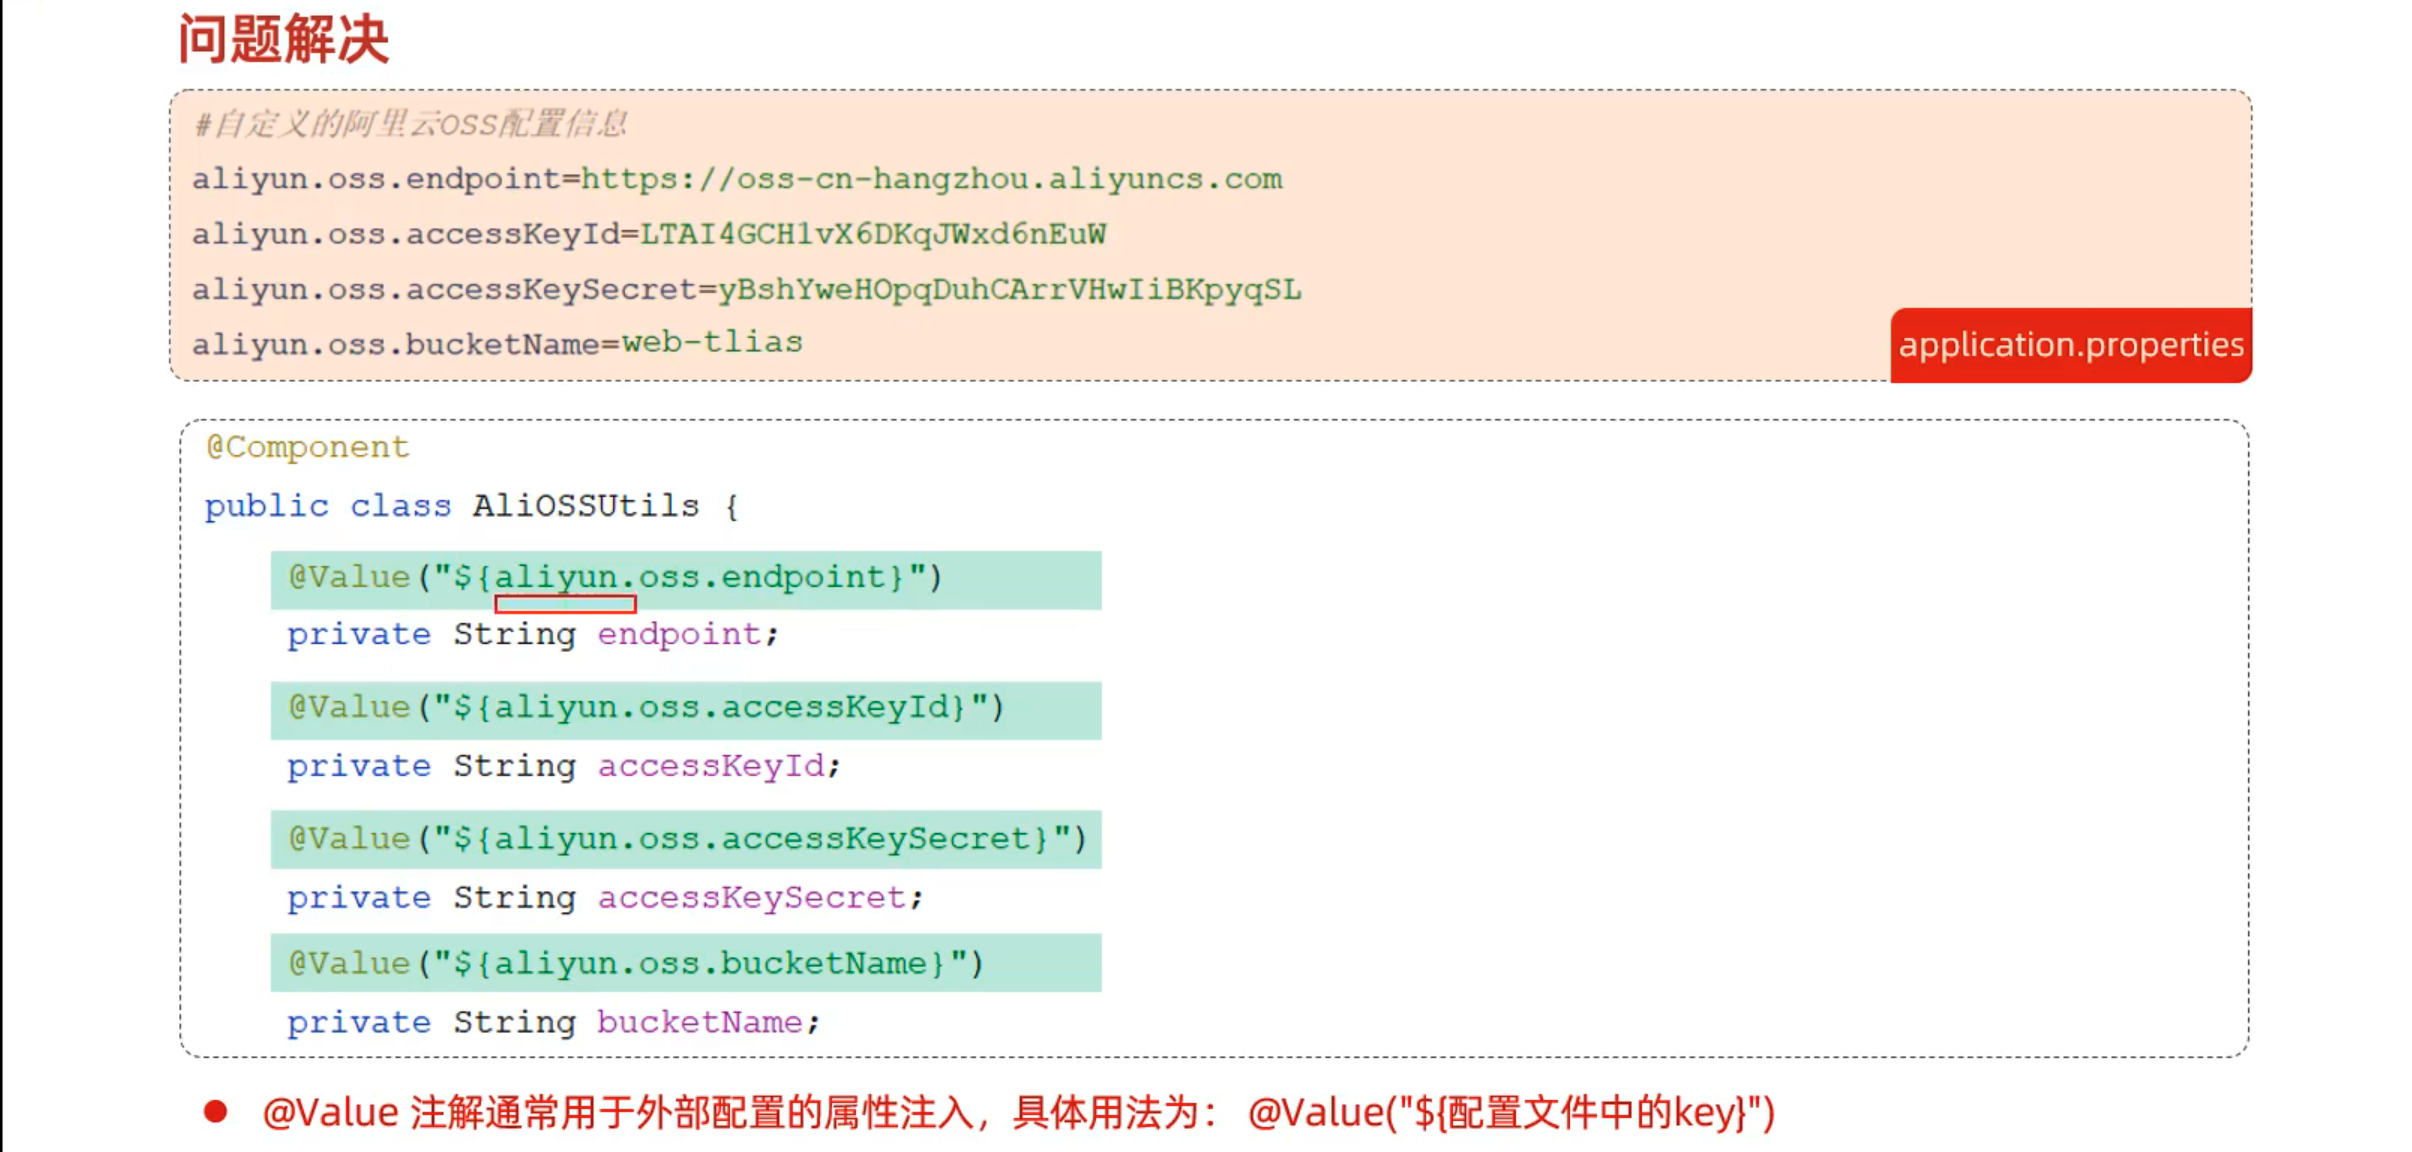 问题解决
#自定义的阿里云OSS配置信息
aliyun.oss.endpoint=https://oss-cn-hangzhou.aliyuncs.com
aliyun.oss.accessKeyId=LTAI4GCH1vX6DKqJWxd6nEuW
aliyun.oss.accessKeySecret=yBshYweHOpqDuhCArrVHwIiBKpyqSL
aliyun.oss.bucketName=web-tlias
application.properties
@Component
public class AliOSSUtils {
@Value("${aliyun.oss.endpoint}")
private String endpoint;
@Value("${aliyun.oss.accessKeyId}")
private String accessKeyId;
@Value("${aliyun.oss.accessKeySecret}")
private String accessKeySecret;
@Value("${aliyun.oss.bucketName}")
private String bucketName;
● @Value 注解通常用于外部配置的属性注入，具体用法为： @Value("${配置文件中的key}")